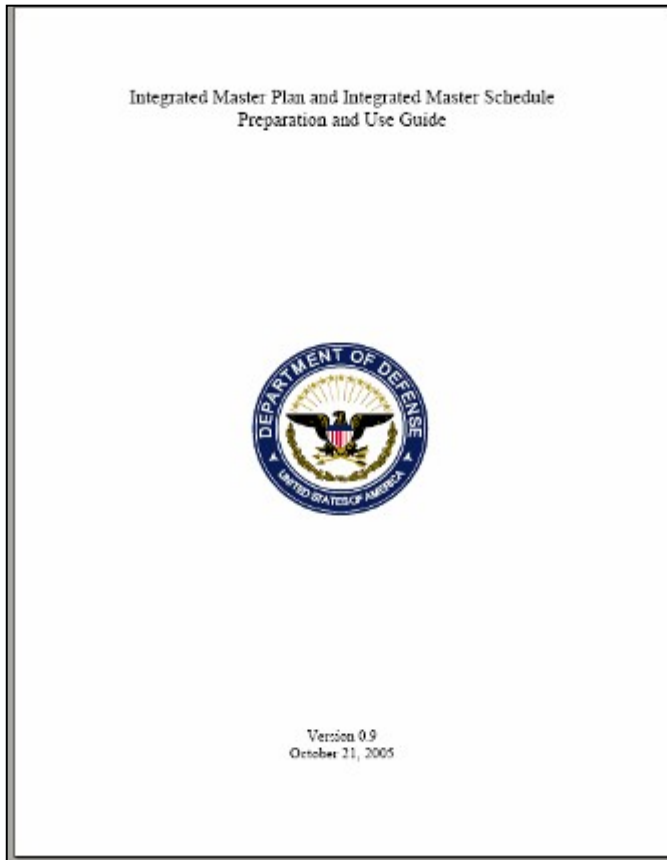 Integrated Master Plan and Integrated Master Schedule
Preparation and Use Guide
DEPARTMENT OF DEFENSE
UNITED STATES OF AMERICA
Version 0.9
October 21, 2005